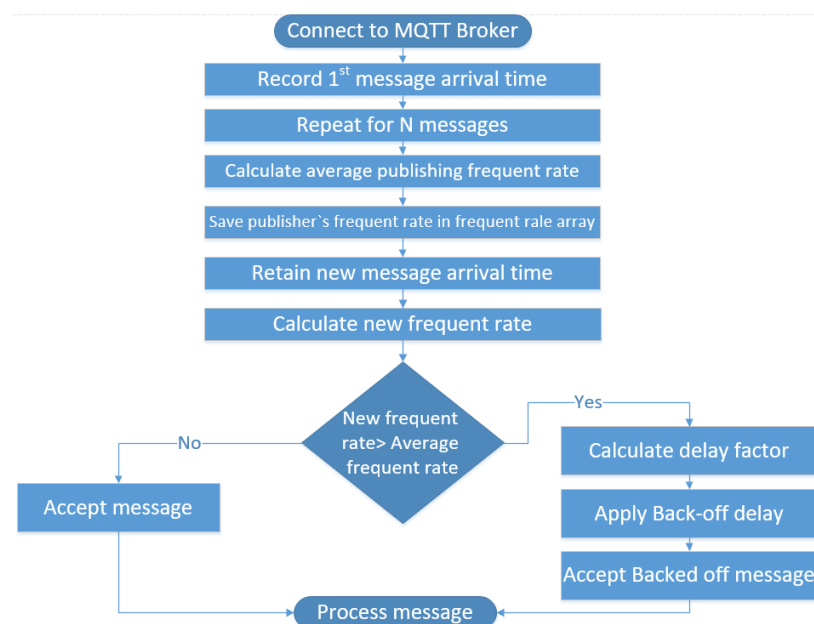 Connect to MQTT Broker
Record 1st message arrival time
Repeat for N messages
Calculate average publishing frequent rate
Save publisher`s frequent rate in frequent rale array
Retain new message arrival time
Calculate new frequent rate
New frequent
rate> Average
frequent rate
No
Yes
Accept message
Calculate delay factor
Apply Back-off delay
Accept Backed off message
Process message